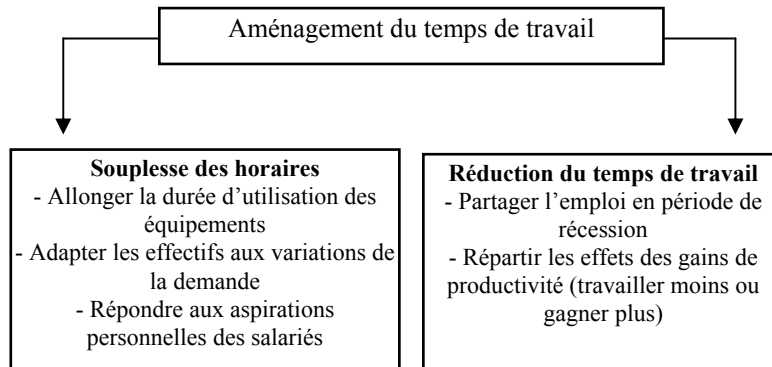 Aménagement du temps de travail
Souplesse des horaires
- Allonger la durée d’utilisation des
équipements
- Adapter les effectifs aux variations de
la demande
- Répondre aux aspirations
personnelles des salariés
Réduction du temps de travail
- Partager l’emploi en période de
récession
- Répartir les effets des gains de
productivité (travailler moins ou
gagner plus)